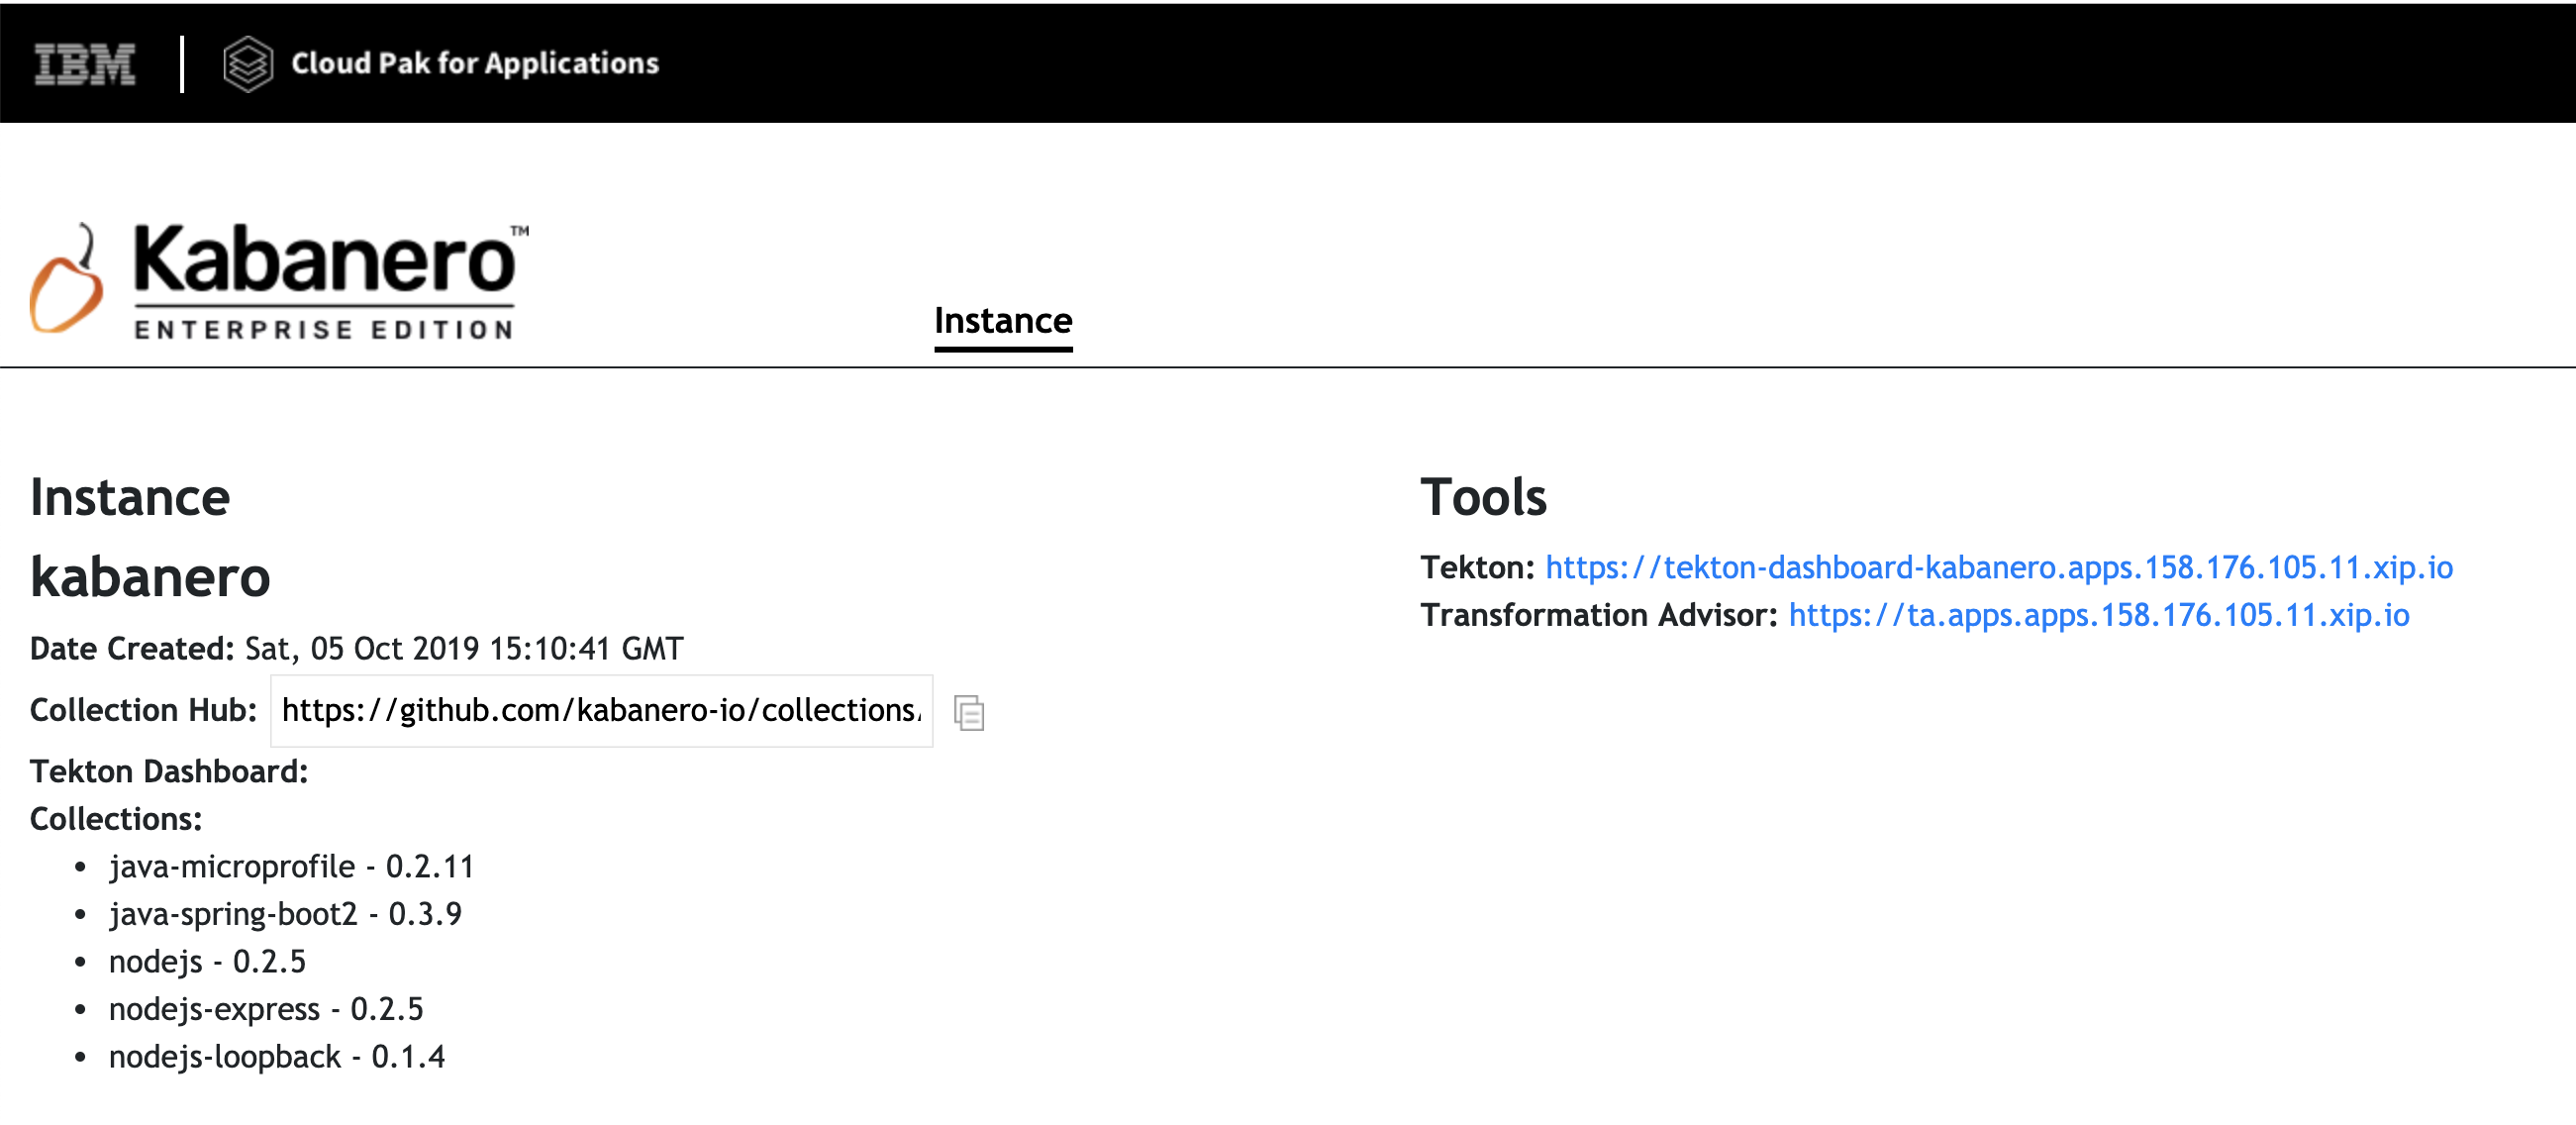 IBM
Cloud Pak for Applications
Kabanero™
ENTERPRISE EDITION
Instance
Instance
kabanero
Date Created: Sat, 05 Oct 2019 15:10:41 GMT
Collection Hub: https://github.com/kabanero-io/collections/
Tekton Dashboard:
Collections:
• java-microprofile - 0.2.11
• java-spring-boot2 - 0.3.9
• nodejs - 0.2.5
• nodejs-express - 0.2.5
• nodejs-loopback - 0.1.4
Tools
Tekton: https://tekton-dashboard-kabanero.apps.158.176.105.11.xip.io
Transformation Advisor: https://ta.apps.apps.158.176.105.11.xip.io